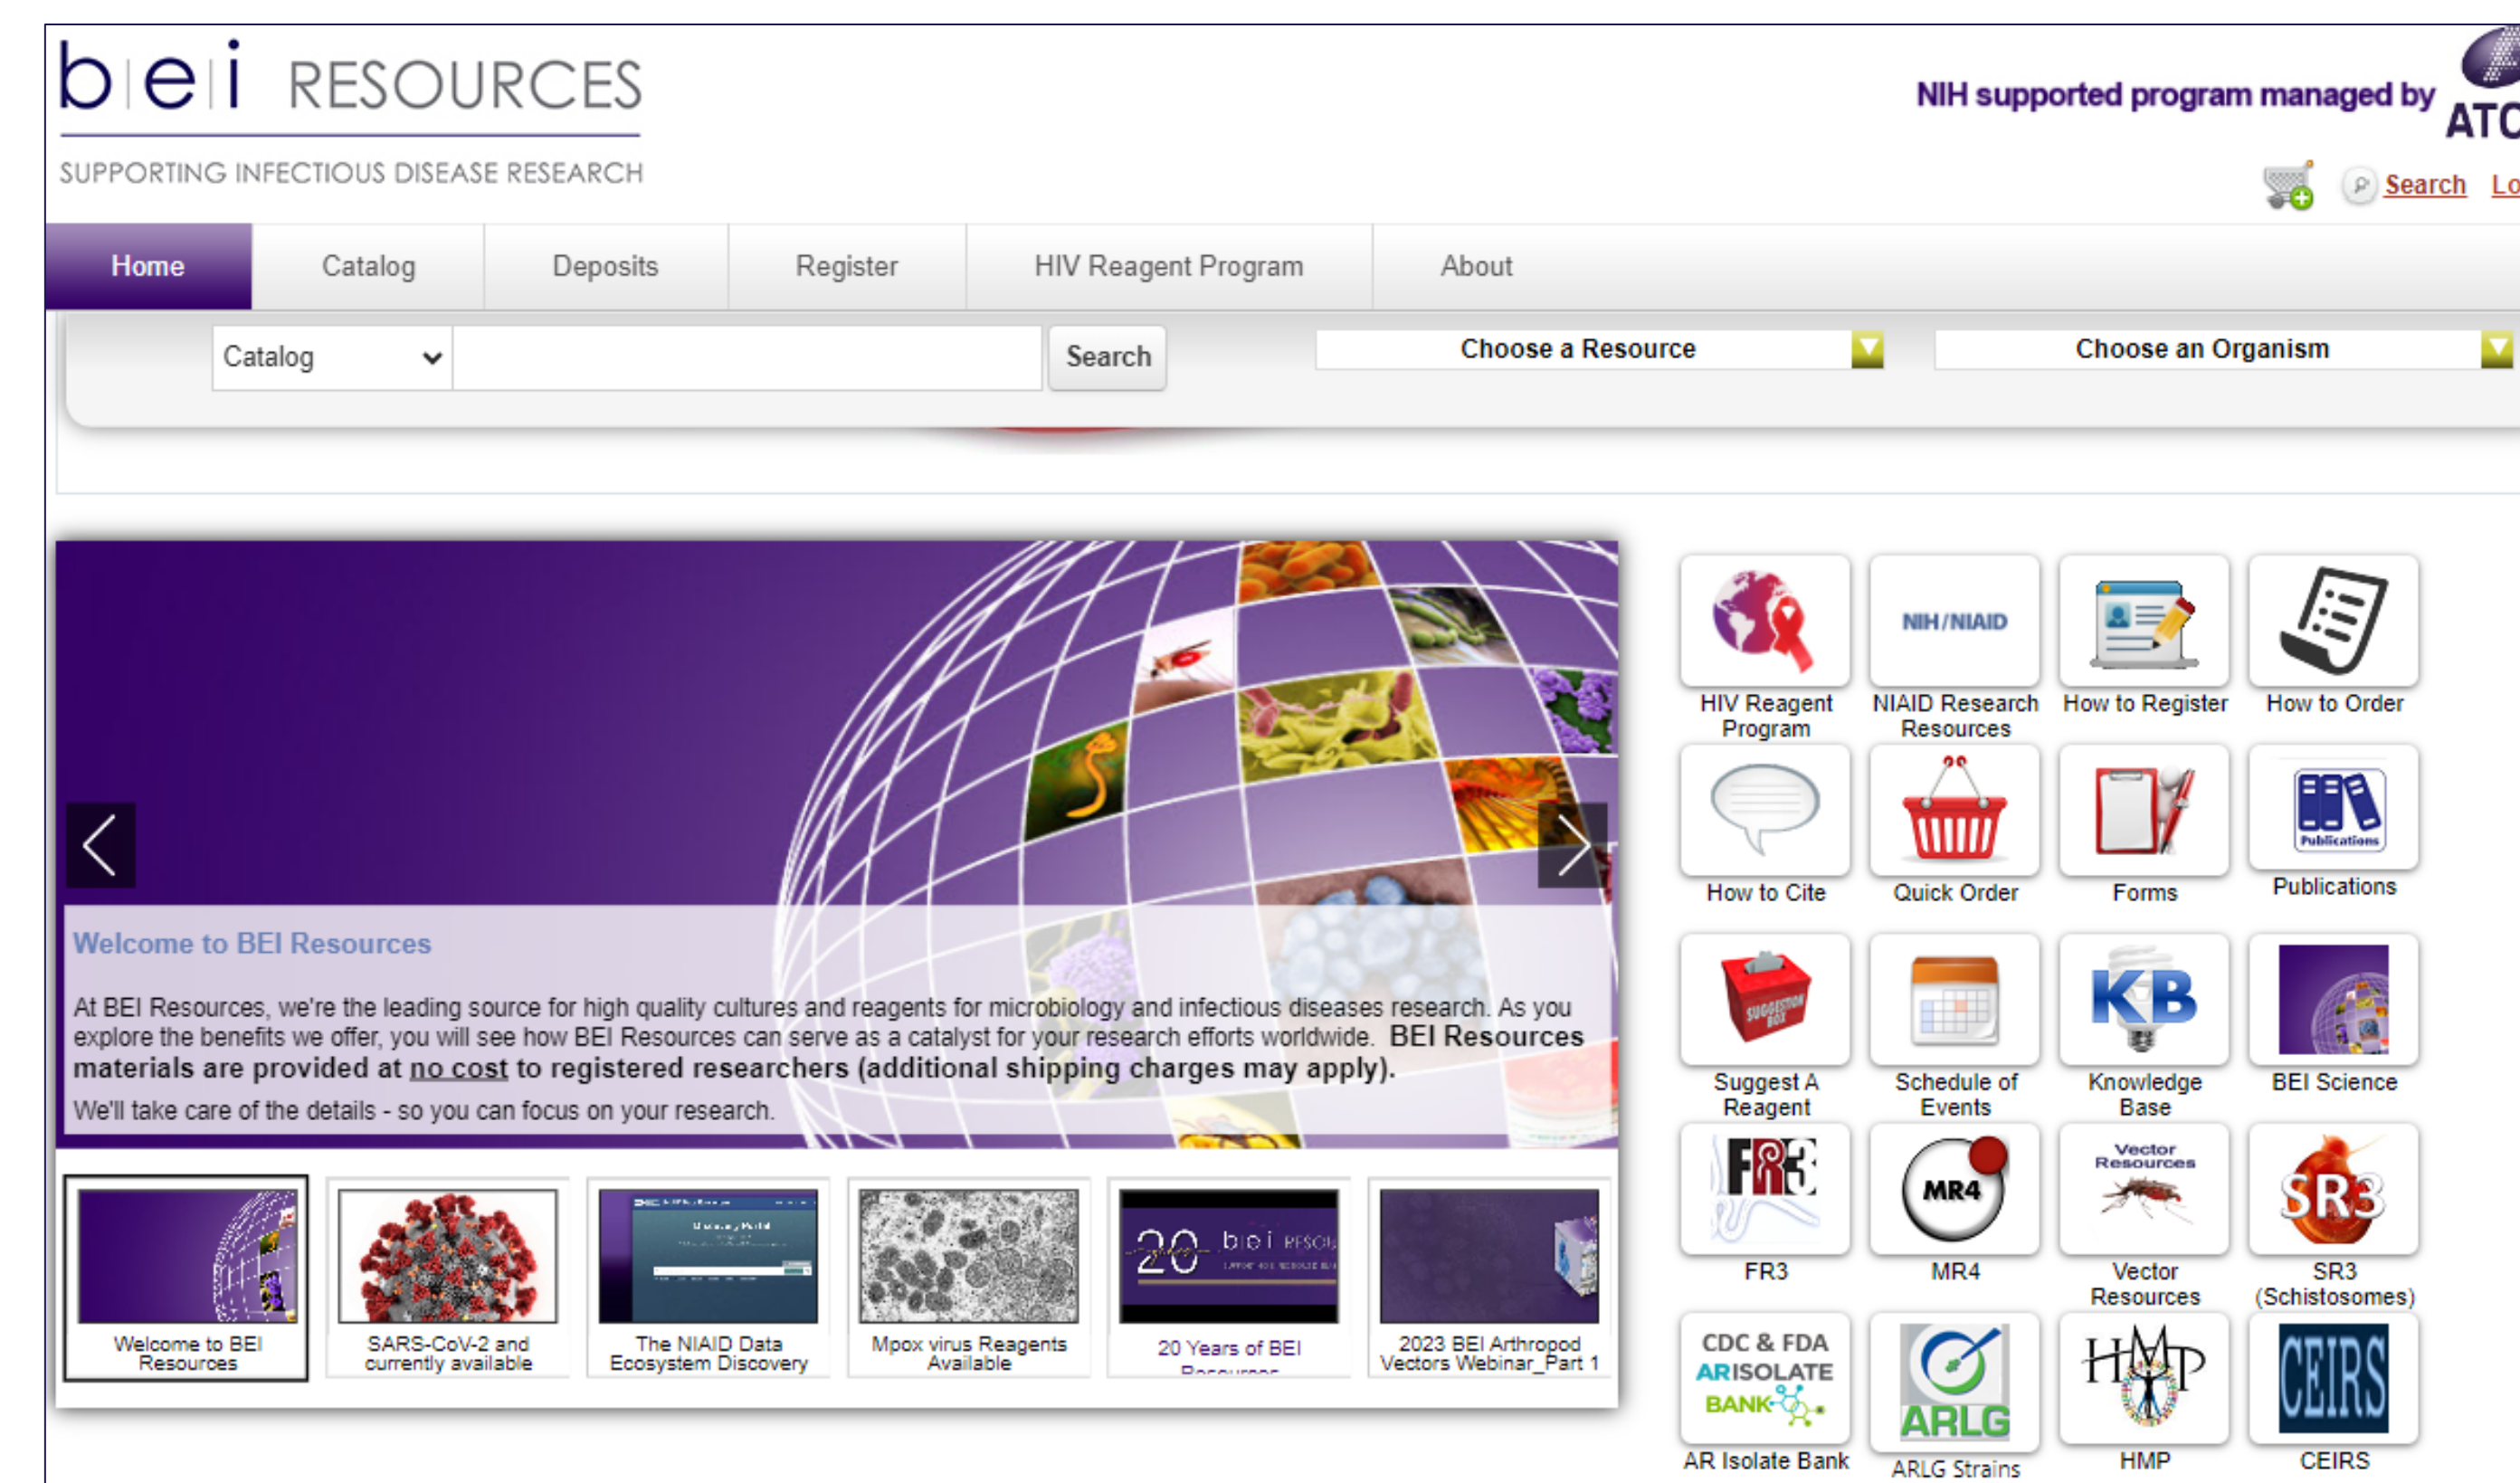 b|e|i RESOURCES
SUPPORTING INFECTIOUS DISEASE RESEARCH
NIH supported program managed by
Search
Home
Catalog
Deposits
Register
HIV Reagent Program
About
Catalog
Search
Choose a Resource
Choose an Organism
Welcome to BEI Resources
At BEI Resources, we're the leading source for high quality cultures and reagents for microbiology and infectious diseases research. As you
explore the benefits we offer, you will see how BEI Resources can serve as a catalyst for your research efforts worldwide. BEI Resources
materials are provided at no cost to registered researchers (additional shipping charges may apply).
We'll take care of the details - so you can focus on your research.
Discovery Portal
20 b|e|i
Welcome to BEI
Resources
SARS-CoV-2 and
currently available
The NIAID Data
Ecosystem Discovery
Mpox virus Reagents
Available
20 Years of BEI
Resources
2023 BEI Arthropod
Vectors Webinar_Part 1
HIV Reagent
Program
NIH/NIAID
NIAID Research
Resources
How to Register
How to Order
How to Cite
Quick Order
Forms
Publications
Publications
SUGGESTION
BOX
Suggest A
Reagent
Schedule of
Events
KB
Knowledge
Base
BEI Science
FR3
FR3
MR4
MR4
Vector
Resources
Vector
Resources
SR3
SR3
(Schistosomes)
CDC & FDA
ARISOLATE
BANK
AR Isolate Bank
ARLG
ARLG Strains
HMP
HMP
CEIRS
CEIRS